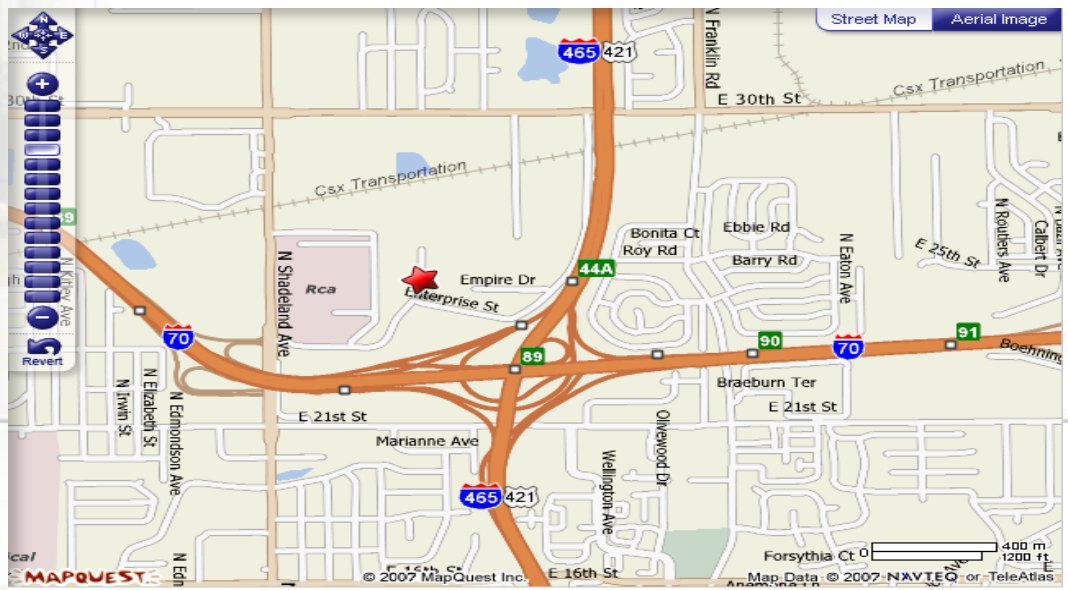 N
W E
S
Street Map
Aerial Image
465
421
N Franklin Rd
E 30th St
Csx Transportation
Csx Transportation
N Kitley Ave
N Shadeland Ave
Rca
Bonita Ct
Ebbie Rd
Roy Rd
Barry Rd
N Eaton Ave
E 25th St
N Routiers Ave
Calbert Dr
44A
Empire Dr
Enterprise St
70
Revert
89
90
70
91
Boehning
N Irwin St
N Elizabeth St
N Edmondson Ave
Braeburn Ter
E 21st St
E 21st St
Marianne Ave
Olivewood Dr
Wellington Ave
465
421
Forsythia Ct
0
400 m
1200 ft
MAPQUEST
© 2007 MapQuest Inc.
E 16th St
E 16th St
Map Data © 2007 NAVTEQ or TeleAtlas